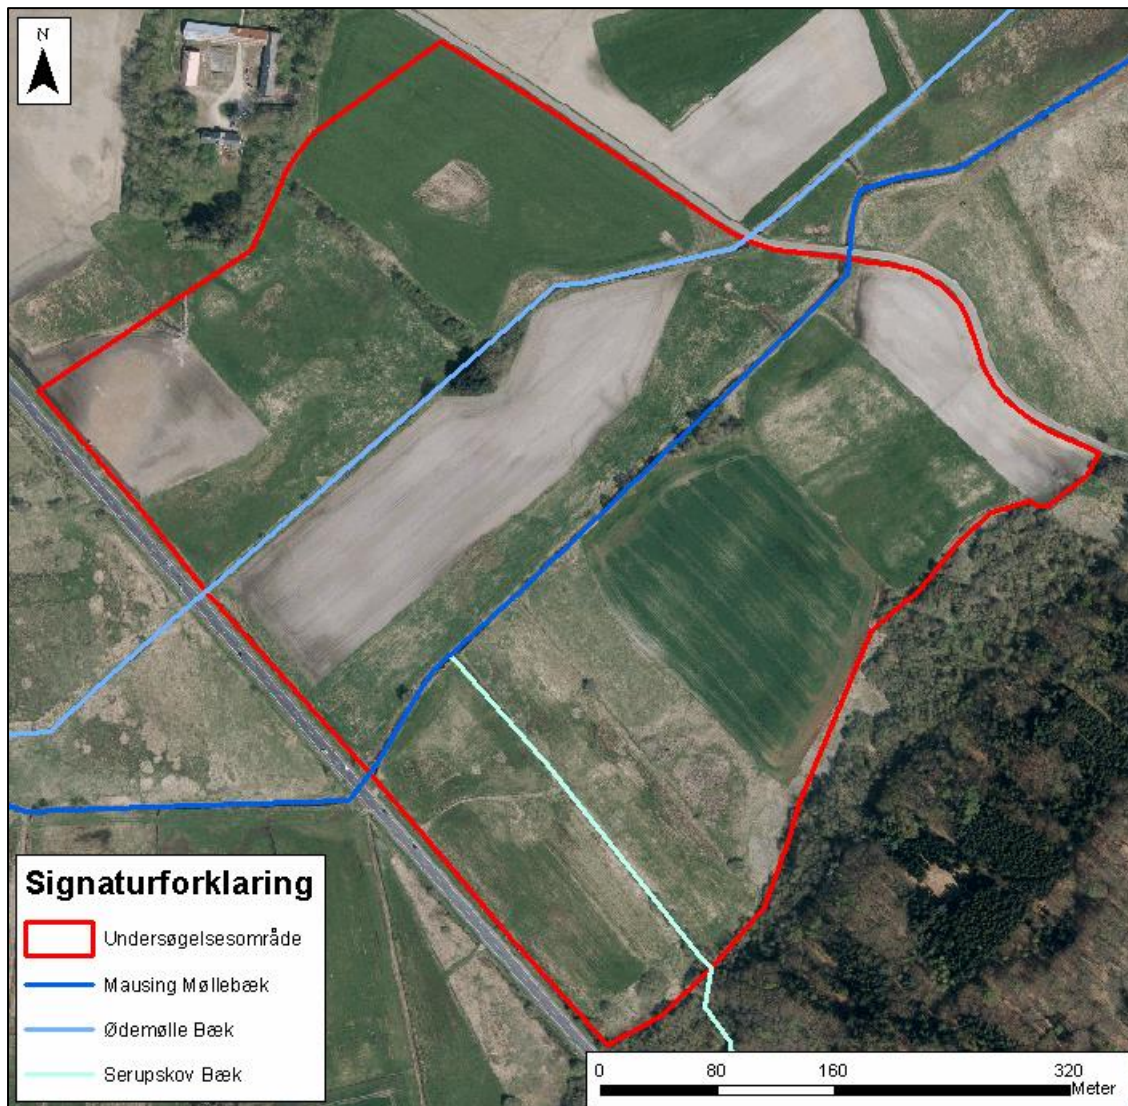 N
Signaturforklaring
Undersøgelsesområde
Mausing Møllebæk
Ødemølle Bæk
Serupskov Bæk
0 80 160 320
Meter